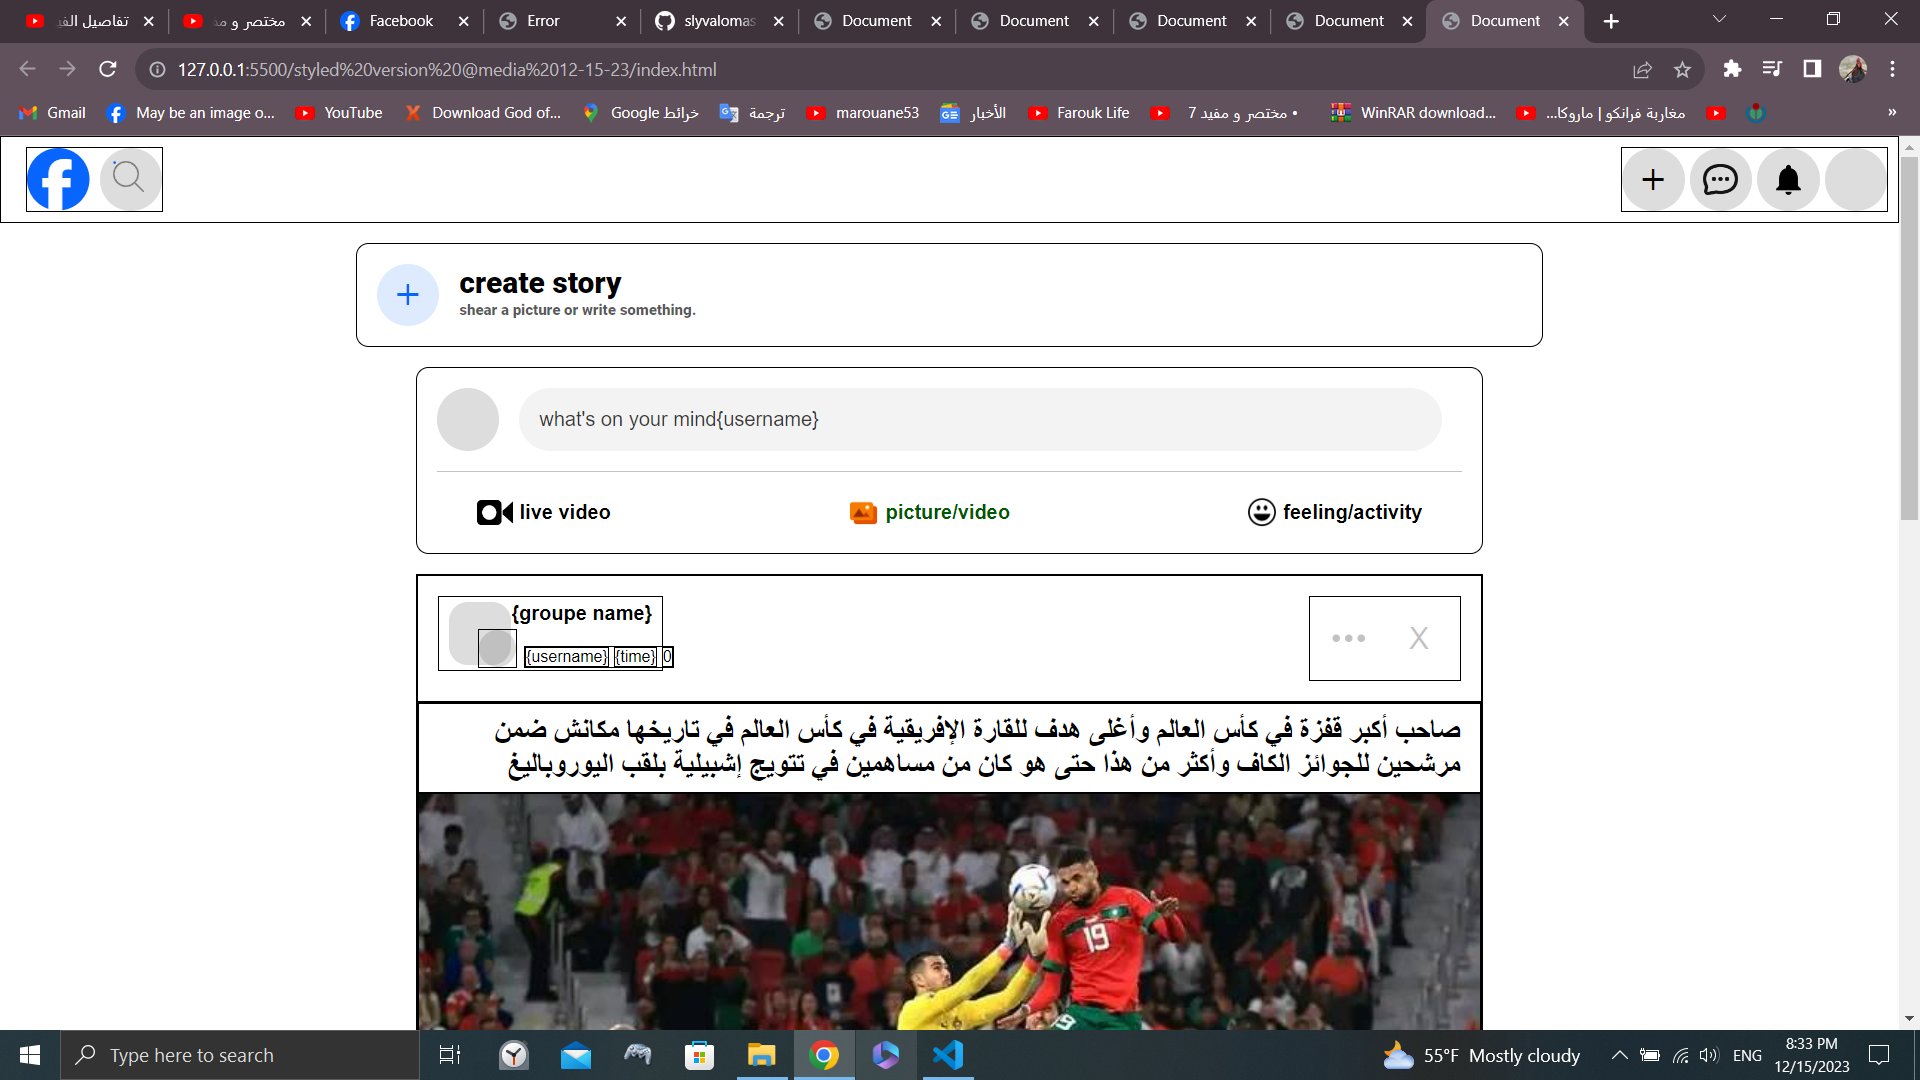 تفاصيل الفي
مختصر و مف
Facebook
Error
slyvalomas
Document
Document
Document
Document
Document
127.0.0.1:5500/styled%20version%20@media%2012-15-23/index.html
Gmail
May be an image o...
YouTube
Download God of...
خرائط Google
ترجمة
marouane53
الأخبار
Farouk Life
• مختصر و مفيد 7
WinRAR download...
مغاربة فرانكو | ماروكا...
»
create story
shear a picture or write something.
what's on your mind{username}
live video
picture/video
feeling/activity
{groupe name}
{username} {time} 0
••• X
صاحب أكبر قفزة في كأس العالم وأغلى هدف للقارة الإفريقية في كأس العالم في تاريخها مكانش ضمن
مرشحين للجوائز الكاف وأكثر من هذا حتى هو كان من مساهمين في تتويج إشبيلية بلقب اليوروباليغ
19
Type here to search
55°F Mostly cloudy
ENG
8:33 PM
12/15/2023